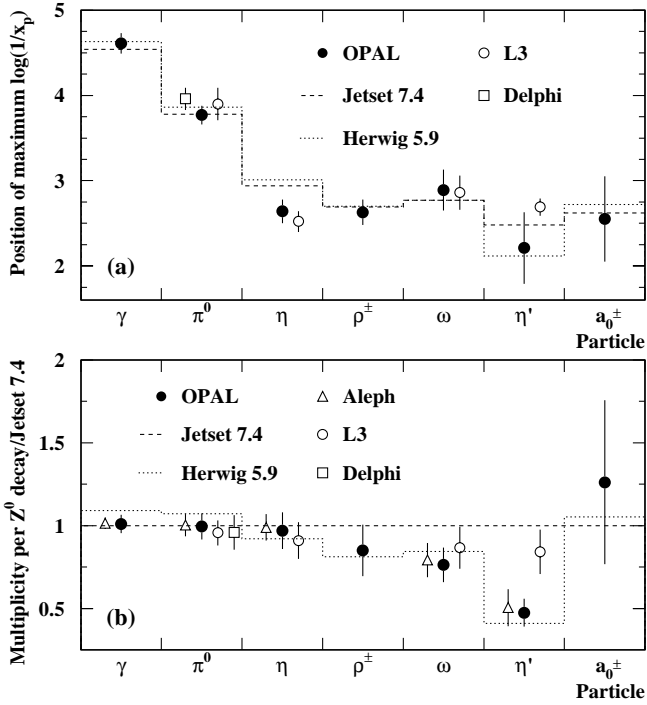 Position of maximum log(1/x_p)
5
4
3
2
OPAL
L3
Jetset 7.4
Delphi
Herwig 5.9
(a)
γ π⁰ η ρ± ω η' a₀±
Particle
Multiplicity per Z⁰ decay/Jetset 7.4
2
1.5
1
0.5
OPAL
Aleph
Jetset 7.4
L3
Herwig 5.9
Delphi
(b)
γ π⁰ η ρ± ω η' a₀±
Particle